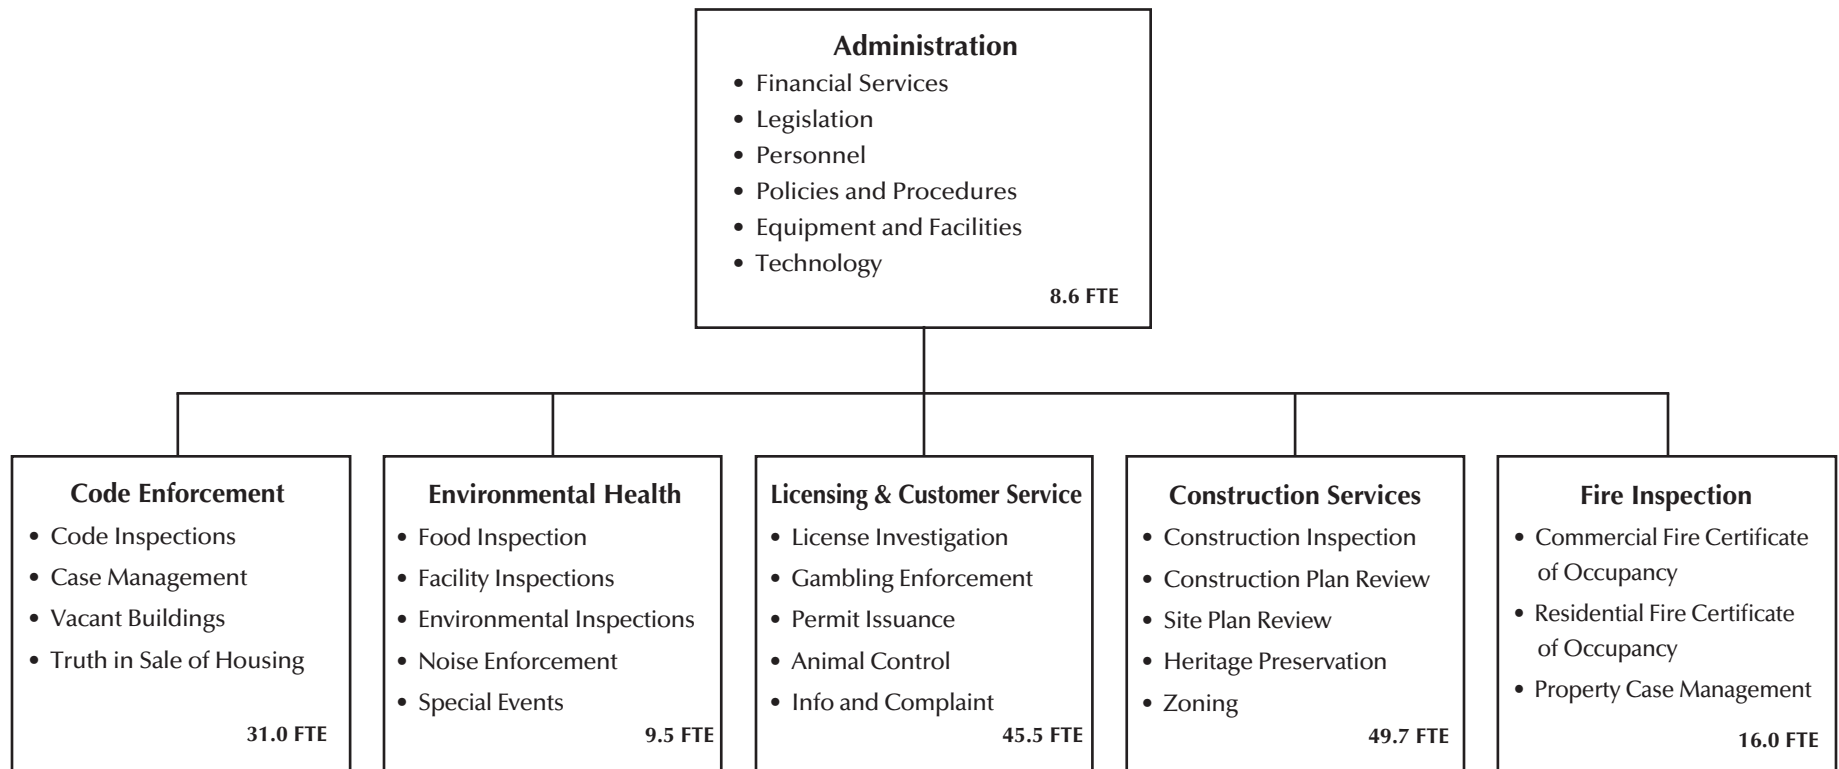 Administration
• Financial Services
• Legislation
• Personnel
• Policies and Procedures
• Equipment and Facilities
• Technology
8.6 FTE
Code Enforcement
• Code Inspections
• Case Management
• Vacant Buildings
• Truth in Sale of Housing
31.0 FTE
Environmental Health
• Food Inspection
• Facility Inspections
• Environmental Inspections
• Noise Enforcement
• Special Events
9.5 FTE
Licensing & Customer Service
• License Investigation
• Gambling Enforcement
• Permit Issuance
• Animal Control
• Info and Complaint
45.5 FTE
Construction Services
• Construction Inspection
• Construction Plan Review
• Site Plan Review
• Heritage Preservation
• Zoning
49.7 FTE
Fire Inspection
• Commercial Fire Certificate
of Occupancy
• Residential Fire Certificate
of Occupancy
• Property Case Management
16.0 FTE